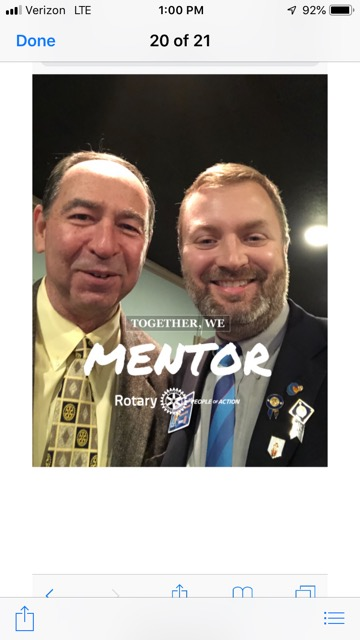 Verizon LTE 1:00 PM 92%
Done 20 of 21
TOGETHER, WE
MENTOR
Rotary PEOPLE OF ACTION